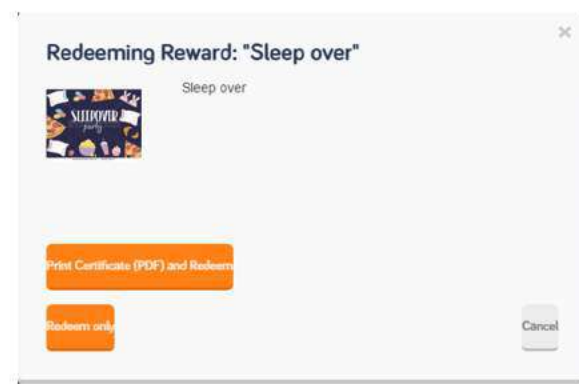 Redeeming Reward: "Sleep over"
×
Sleep over
SLEEPOVER
party
Print Certificate (PDF) and Redeem
Redeem only
Cancel